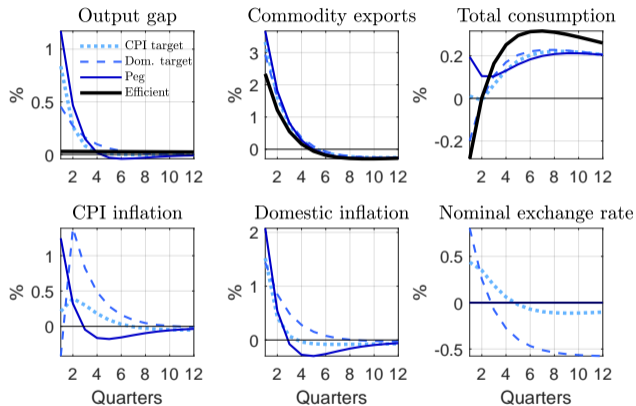 Output gap
Commodity exports
Total consumption
CPI target
Dom. target
Peg
Efficient
%
1
0.5
0
2 4 6 8 10 12
%
3
2
1
0
2 4 6 8 10 12
%
0.2
0
-0.2
2 4 6 8 10 12
CPI inflation
Domestic inflation
Nominal exchange rate
%
1
0.5
0
2 4 6 8 10 12
Quarters
%
2
1
0
2 4 6 8 10 12
Quarters
%
0.5
0
-0.5
2 4 6 8 10 12
Quarters